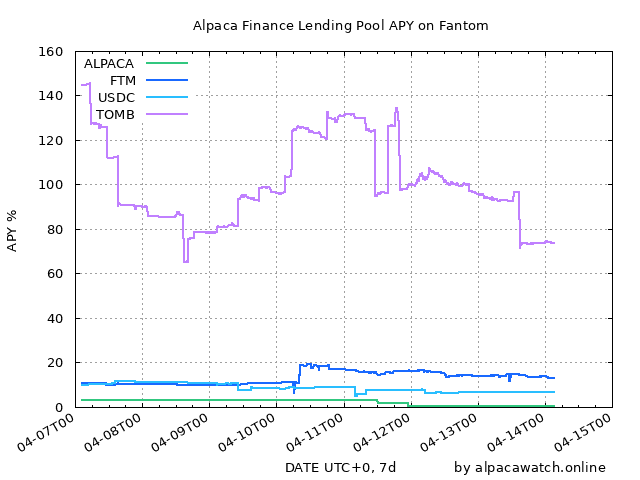 Alpaca Finance Lending Pool APY on Fantom
160
140
120
100
80
60
40
20
0
APY %
ALPACA
FTM
USDC
TOMB
04-07T00
04-08T00
04-09T00
04-10T00
04-11T00
04-12T00
04-13T00
04-14T00
04-15T00
DATE UTC+0, 7d
by alpacawatch.online